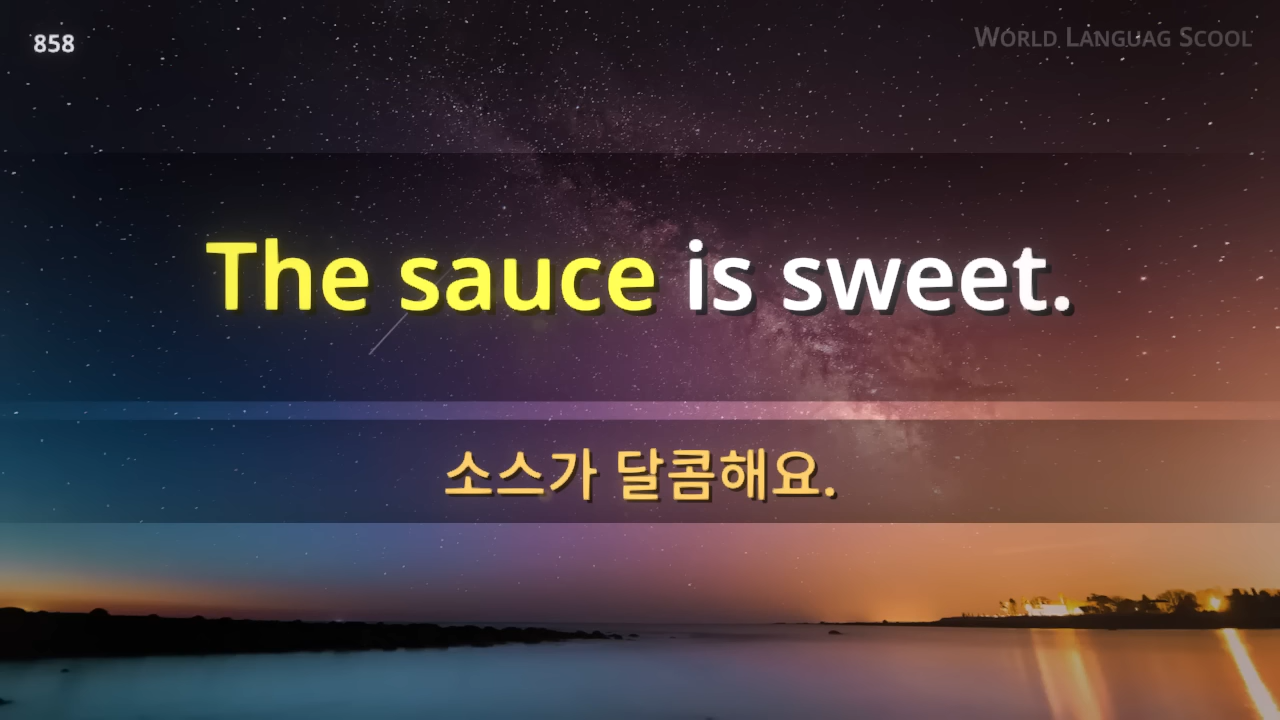 858
World Languag Scool
The sauce is sweet.
소스가 달콤해요.